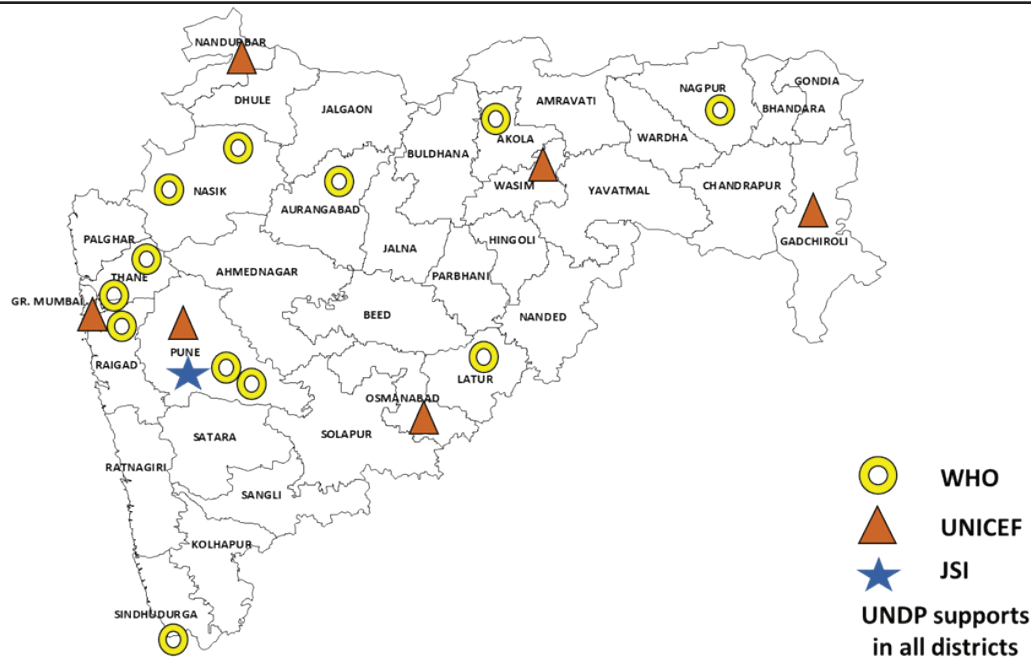 NANDURBAR
GONDIA
NAGPUR
DHULE
JALGAON
AMRAVATI
BHANDARA
AKOLA
WARDHA
BULDHANA
WASIM
YAVATMAL
CHANDRAPUR
NASIK
AURANGABAD
PALGHAR
JALNA
HINGOLI
GADCHIROLI
THANE
AHMEDNAGAR
PARBHANI
GR. MUMBAI
BEED
NANDED
PUNE
RAIGAD
LATUR
OSMANABAD
SATARA
SOLAPUR
RATNAGIRI
SANGLI
KOLHAPUR
SINDHUDURGA
WHO
UNICEF
JSI
UNDP supports
in all districts